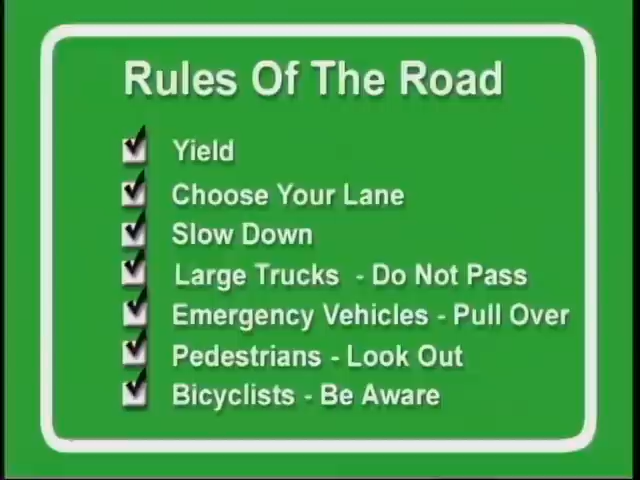 Rules Of The Road
Yield
Choose Your Lane
Slow Down
Large Trucks - Do Not Pass
Emergency Vehicles - Pull Over
Pedestrians - Look Out
Bicyclists - Be Aware